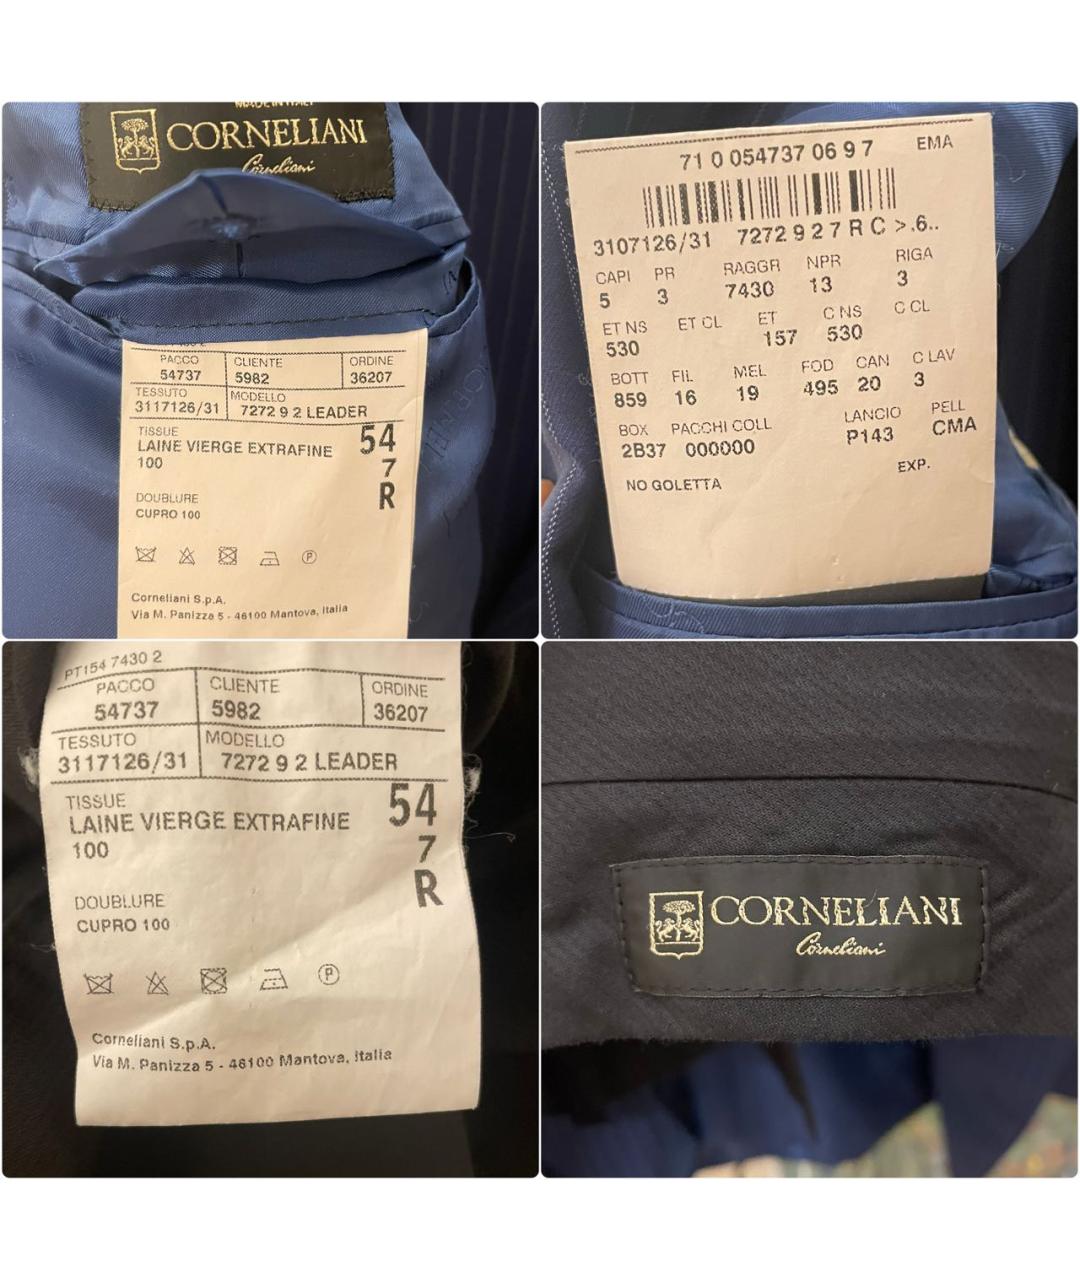 MADE IN ITALY
CORNELIANI
Corneliani
PACCO CLIENTE ORDINE
54737 5982 36207
TESSUTO MODELLO
3117126/31 7272 9 2 LEADER
TISSUE
LAINE VIERGE EXTRAFINE
100
54
7
R
DOUBLURE
CUPRO 100
P
Corneliani S.p.A.
Via M. Panizza 5 - 46100 Mantova, Italia
71 0 054737 0 6 9 7 EMA
3107126/31 7272 9 2 7 R C >.6..
CAPI PR RAGGR NPR RIGA
5 3 7430 13 3
ET NS ET CL ET C NS C CL
530 157 530
BOTT FIL MEL FOD CAN C LAV
859 16 19 495 20 3
BOX PACCHI COLL LANCIO PELL
2B37 000000 P143 CMA
EXP.
NO GOLETTA
PT154 7430 2
PACCO CLIENTE ORDINE
54737 5982 36207
TESSUTO MODELLO
3117126/31 7272 9 2 LEADER
TISSUE
LAINE VIERGE EXTRAFINE
100
54
7
R
DOUBLURE
CUPRO 100
P
Corneliani S.p.A.
Via M. Panizza 5 - 46100 Mantova, Italia
CORNELIANI
Corneliani